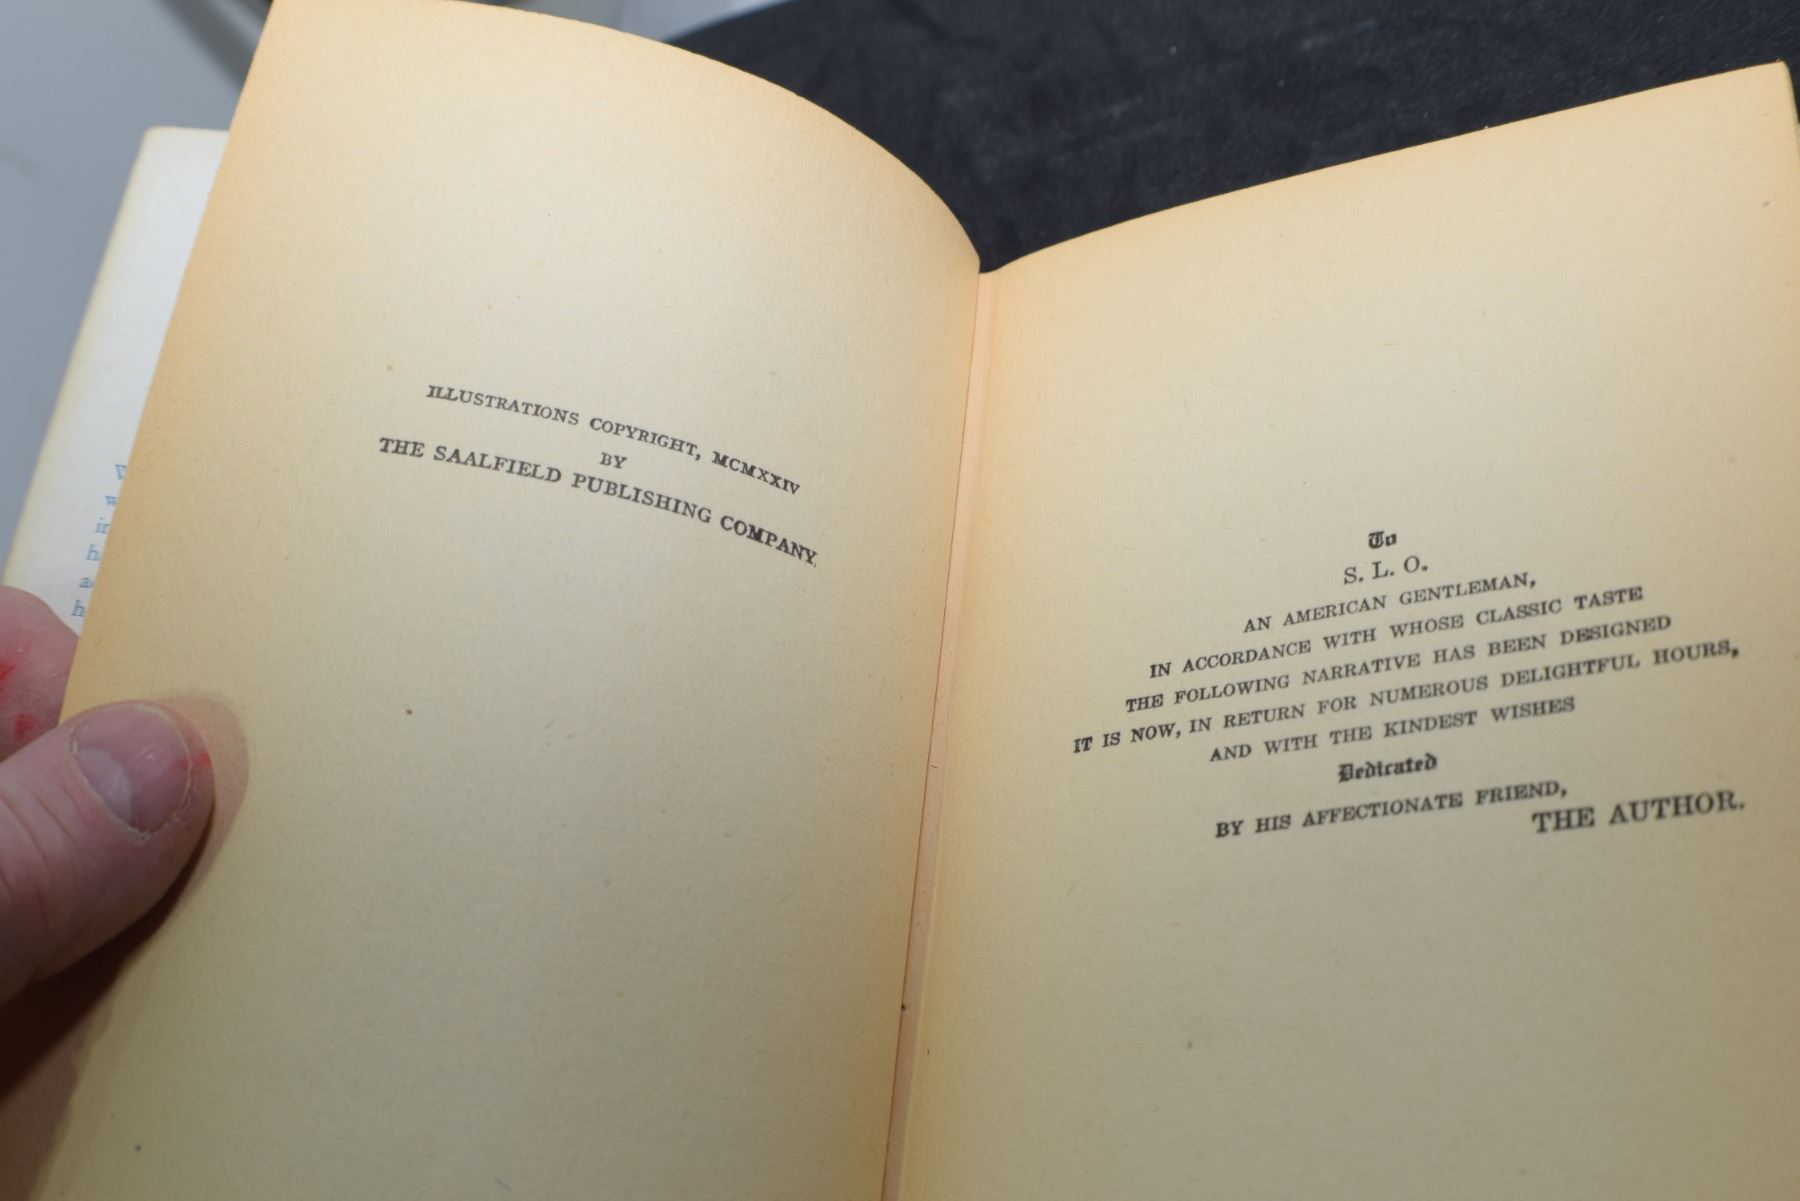 ILLUSTRATIONS COPYRIGHT, MCMXXIV
BY
THE SAALFIELD PUBLISHING COMPANY
To
S. L. O.
AN AMERICAN GENTLEMAN,
IN ACCORDANCE WITH WHOSE CLASSIC TASTE
THE FOLLOWING NARRATIVE HAS BEEN DESIGNED
IT IS NOW, IN RETURN FOR NUMEROUS DELIGHTFUL HOURS,
AND WITH THE KINDEST WISHES
Dedicated
BY HIS AFFECTIONATE FRIEND,
THE AUTHOR.